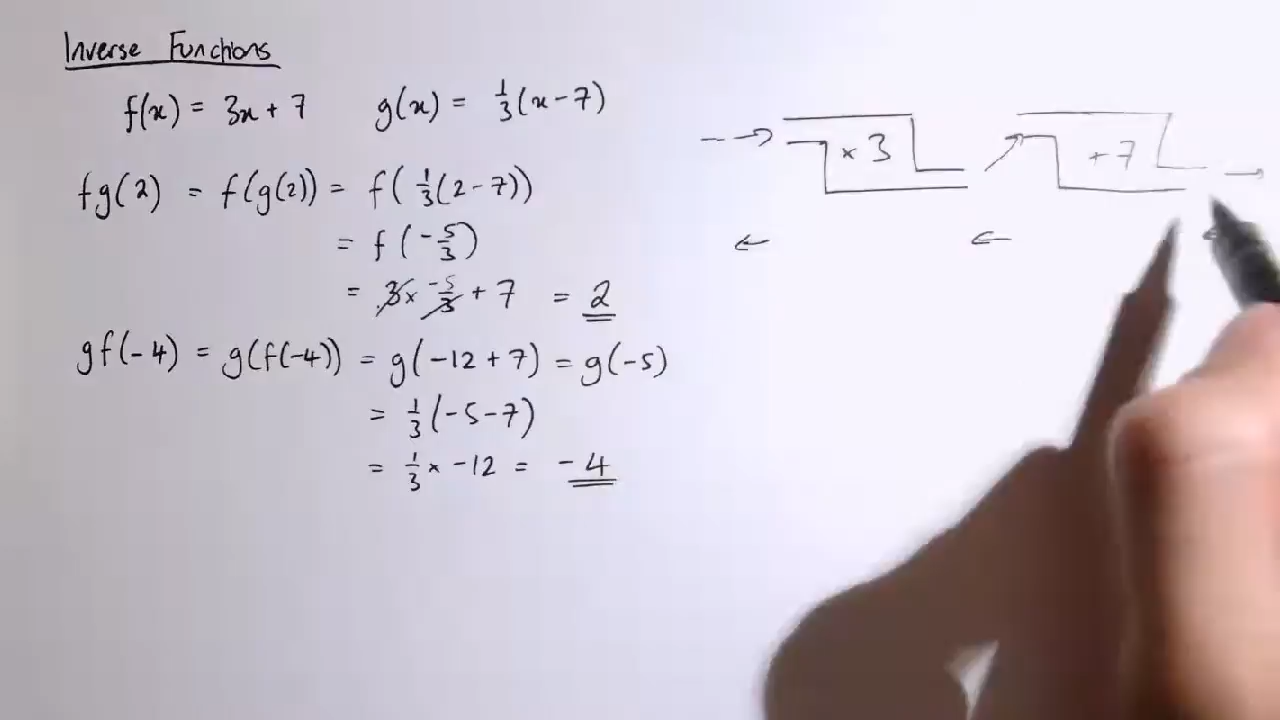 Inverse Functions
f(x) = 3x + 7 g(x) = 1/3(x - 7)
fg(2) = f(g(2)) = f(1/3(2 - 7))
= f(-5/3)
= 3 x -5/3 + 7 = 2
gf(-4) = g(f(-4)) = g(-12 + 7) = g(-5)
= 1/3(-5 - 7)
= 1/3 x -12 = -4
x 3
+ 7